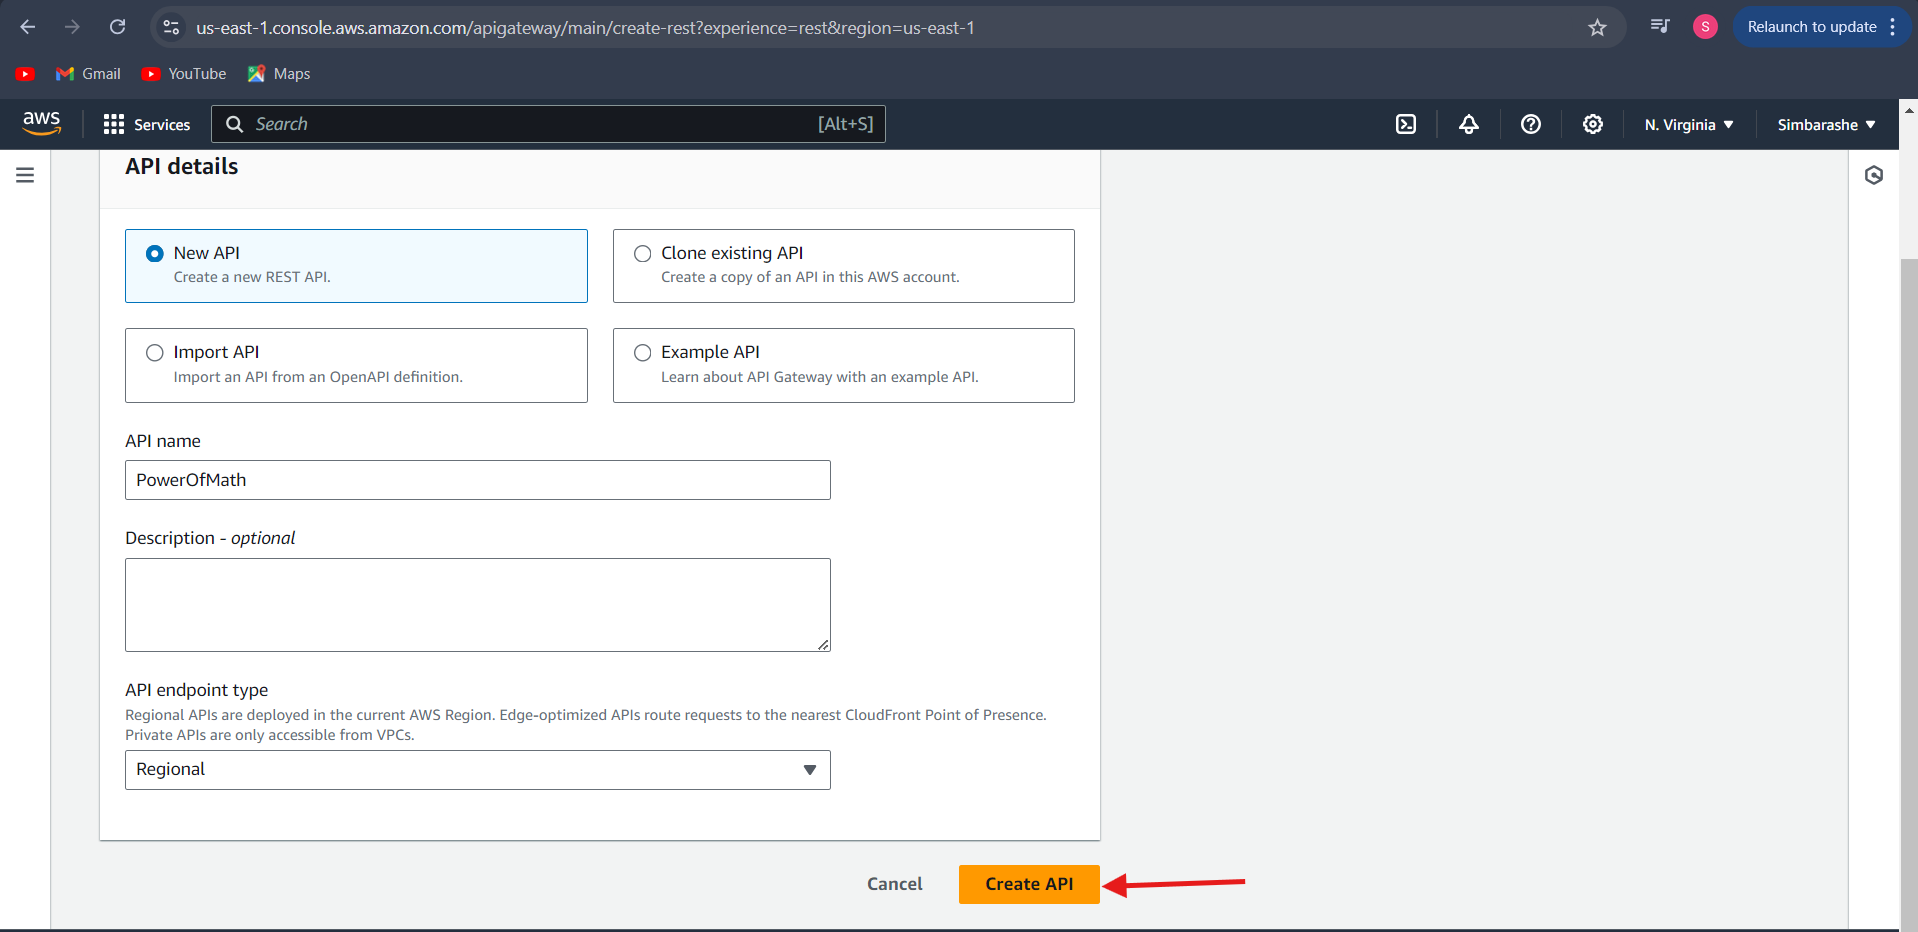 us-east-1.console.aws.amazon.com/apigateway/main/create-rest?experience=rest&region=us-east-1
S
Relaunch to update
Gmail
YouTube
Maps
aws
Services
Search
[Alt+S]
N. Virginia
Simbarashe
API details
New API
Create a new REST API.
Clone existing API
Create a copy of an API in this AWS account.
Import API
Import an API from an OpenAPI definition.
Example API
Learn about API Gateway with an example API.
API name
PowerOfMath
Description - optional
API endpoint type
Regional APIs are deployed in the current AWS Region. Edge-optimized APIs route requests to the nearest CloudFront Point of Presence.
Private APIs are only accessible from VPCs.
Regional
Cancel
Create API